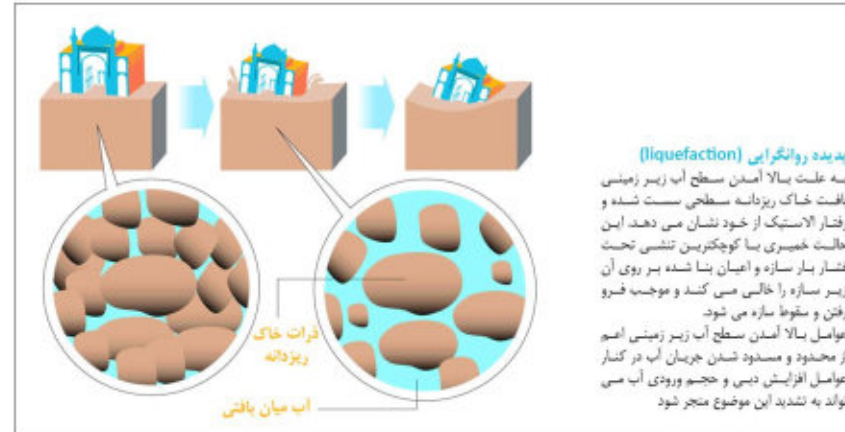 پدیده روانگرایی (liquefaction)
به علت بالا آمدن سطح آب زیر زمینی
بافت خاک ریزدانه سطحی سست شده و
رفتار الاستیک از خود نشان می دهد. این
حالت خمیری با کوچکترین تنشی تحت
فشار بار سازه و اعیان بنا شده بر روی آن
زیر سازه را خالی می کند و موجب فرو
رفتن و سقوط سازه می شود.
عوامل بالا آمدن سطح آب زیر زمینی اعم
از محدود و مسدود شدن جریان آب در کنار
عوامل افزایش دبی و حجم ورودی آب می
تواند به تشدید این موضوع منجر شود
ذرات خاک
ریزدانه
آب میان بافتی